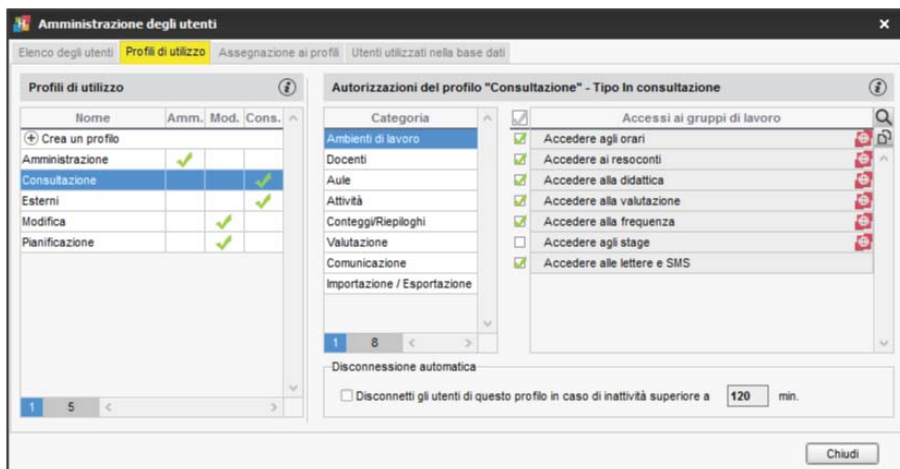 Amministrazione degli utenti
Elenco degli utenti Profili di utilizzo Assegnazione ai profili Utenti utilizzati nella base dati
Profili di utilizzo
Nome Amm. Mod. Cons.
Crea un profilo
Amministrazione
Consultazione
Esterni
Modifica
Pianificazione
1 5
Autorizzazioni del profilo "Consultazione" - Tipo In consultazione
Categoria
Ambienti di lavoro
Docenti
Aule
Attività
Conteggi/Riepiloghi
Valutazione
Comunicazione
Importazione / Esportazione
1 8
Accessi ai gruppi di lavoro
Accedere agli orari
Accedere ai resoconti
Accedere alla didattica
Accedere alla valutazione
Accedere alla frequenza
Accedere agli stage
Accedere alle lettere e SMS
Disconnessione automatica
Disconnetti gli utenti di questo profilo in caso di inattività superiore a 120 min.
Chiudi